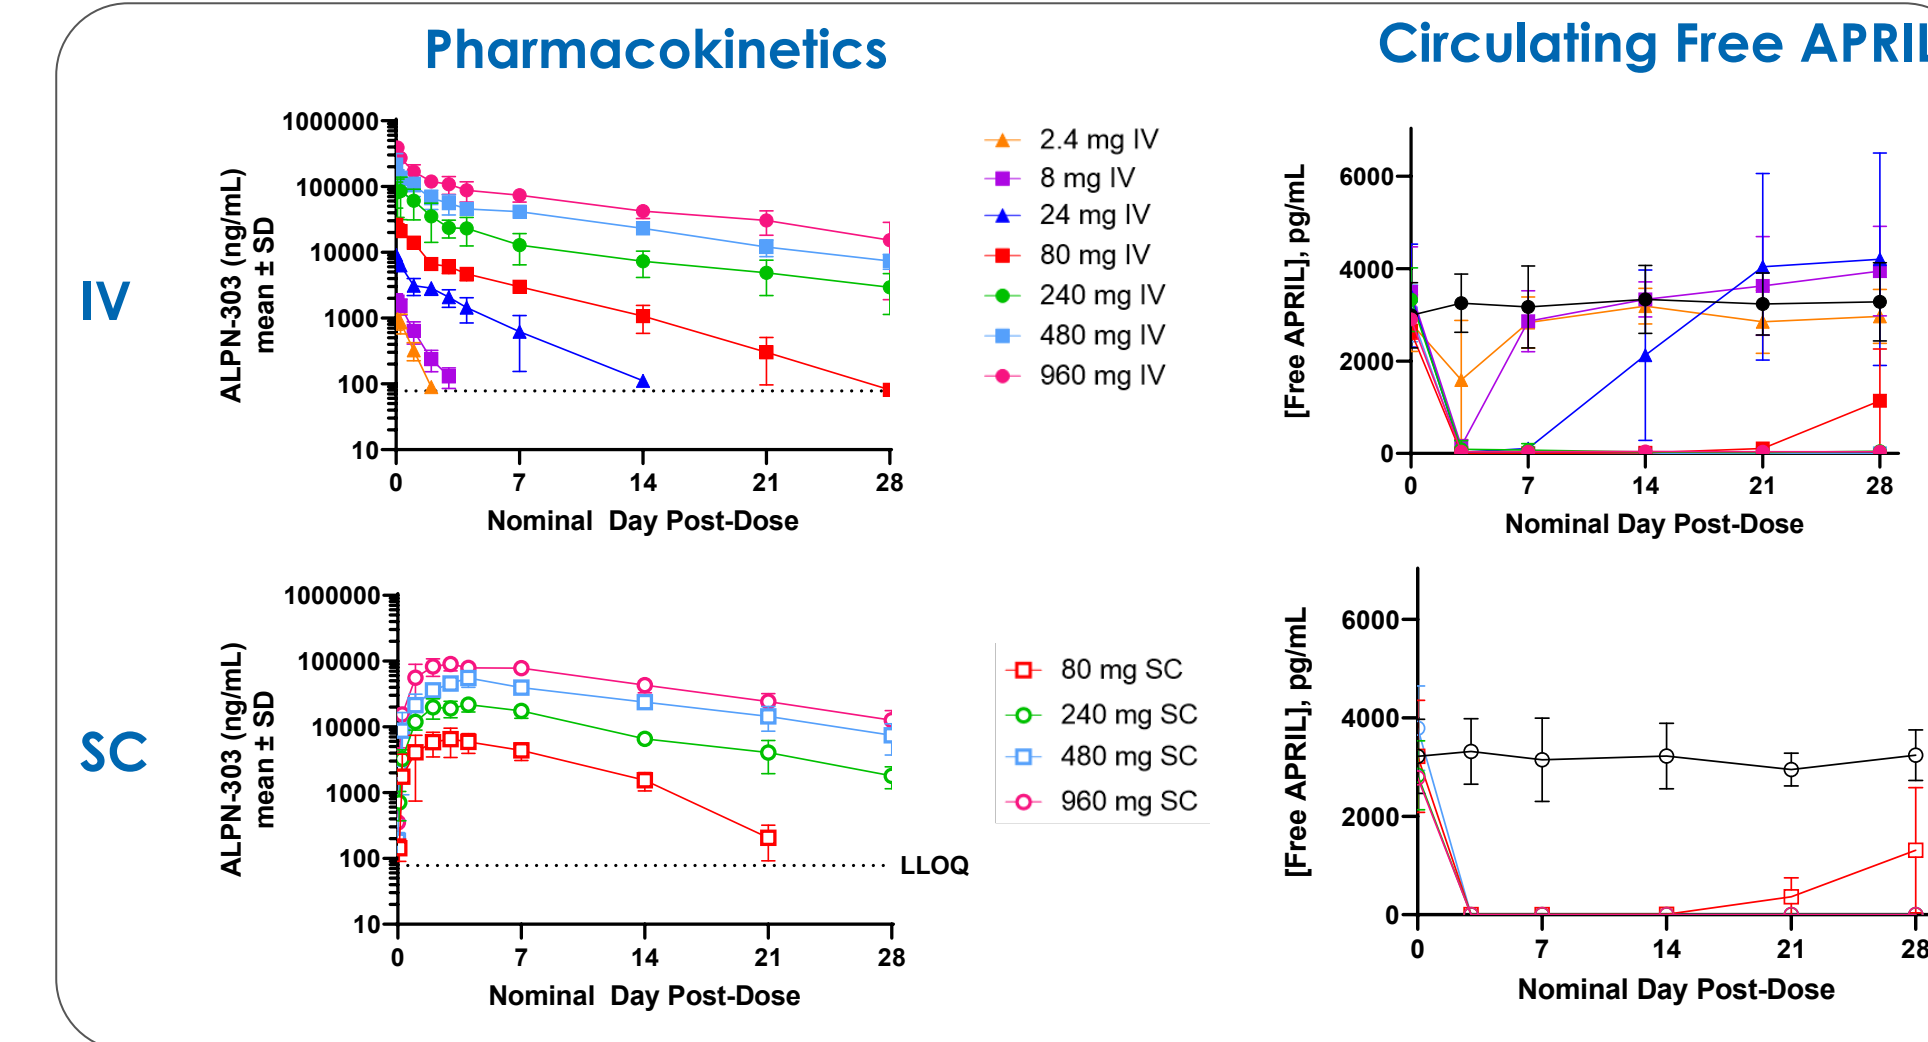 Pharmacokinetics
Circulating Free APRIL
IV
ALPN-303 (ng/mL)
mean ± SD
1000000
100000
10000
1000
100
10
0 7 14 21 28
Nominal Day Post-Dose
2.4 mg IV
8 mg IV
24 mg IV
80 mg IV
240 mg IV
480 mg IV
960 mg IV
[Free APRIL], pg/mL
6000
4000
2000
0
0 7 14 21 28
Nominal Day Post-Dose
SC
ALPN-303 (ng/mL)
mean ± SD
1000000
100000
10000
1000
100
10
LLOQ
0 7 14 21 28
Nominal Day Post-Dose
80 mg SC
240 mg SC
480 mg SC
960 mg SC
[Free APRIL], pg/mL
6000
4000
2000
0
0 7 14 21 28
Nominal Day Post-Dose